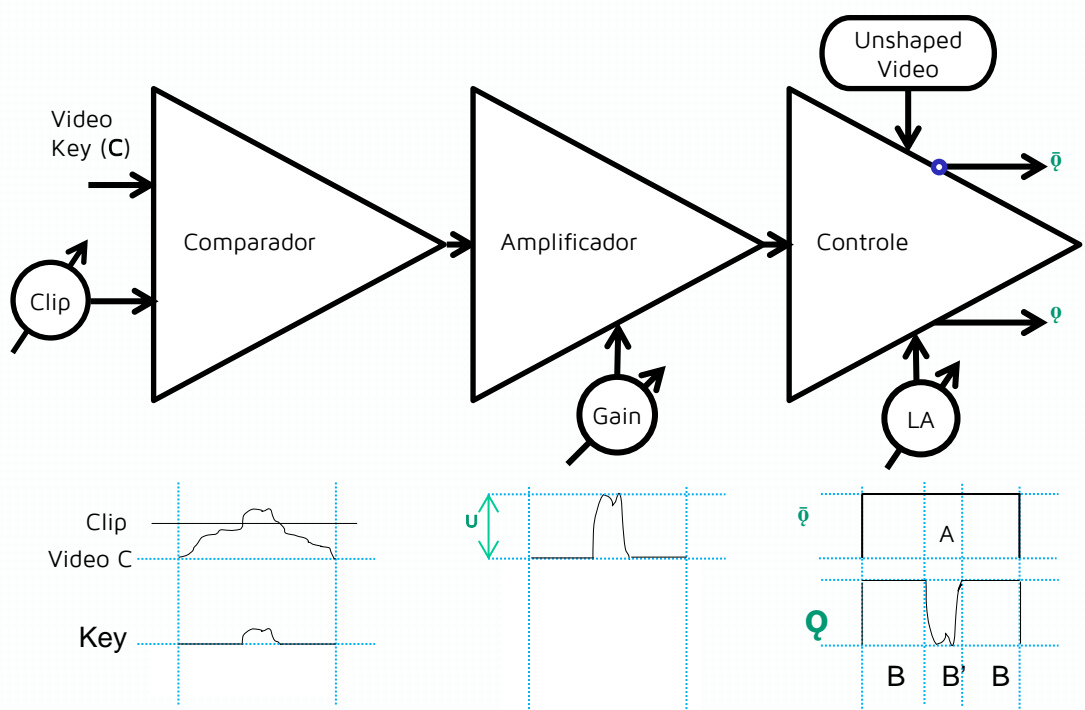 Unshaped
Video
Video
Key (C)
Q̄
Comparador
Amplificador
Controle
Clip
Q
Gain
LA
Clip
Video C
Key
U
Q̄
A
Q
B
B'
B